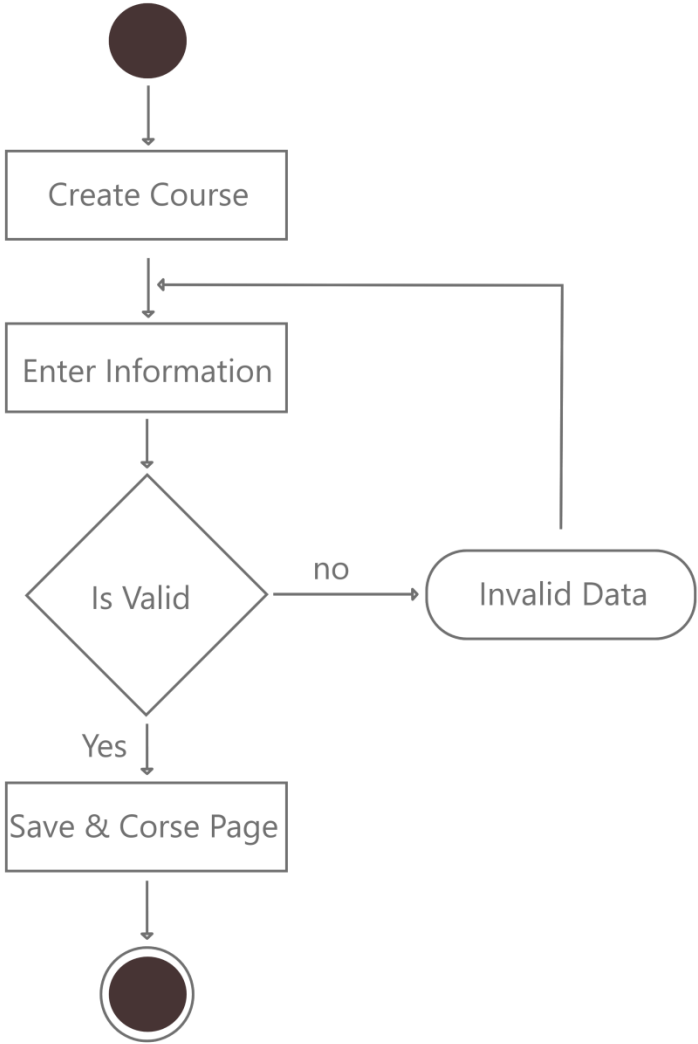 Create Course
Enter Information
Is Valid
no
Invalid Data
Yes
Save & Corse Page